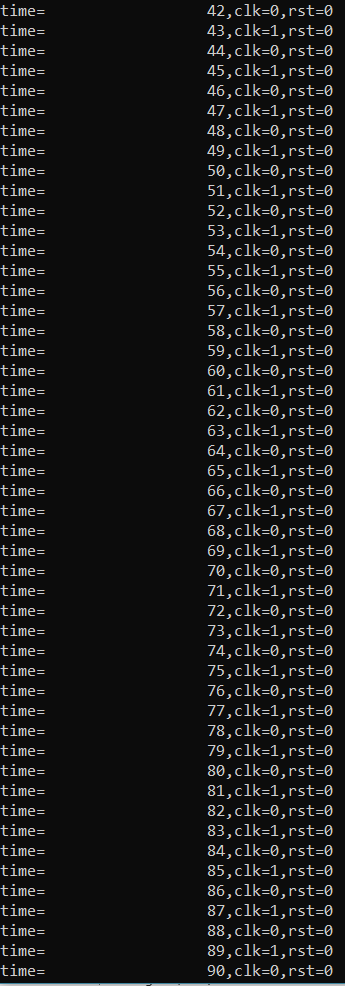 time=                  42,clk=0,rst=0
time=                  43,clk=1,rst=0
time=                  44,clk=0,rst=0
time=                  45,clk=1,rst=0
time=                  46,clk=0,rst=0
time=                  47,clk=1,rst=0
time=                  48,clk=0,rst=0
time=                  49,clk=1,rst=0
time=                  50,clk=0,rst=0
time=                  51,clk=1,rst=0
time=                  52,clk=0,rst=0
time=                  53,clk=1,rst=0
time=                  54,clk=0,rst=0
time=                  55,clk=1,rst=0
time=                  56,clk=0,rst=0
time=                  57,clk=1,rst=0
time=                  58,clk=0,rst=0
time=                  59,clk=1,rst=0
time=                  60,clk=0,rst=0
time=                  61,clk=1,rst=0
time=                  62,clk=0,rst=0
time=                  63,clk=1,rst=0
time=                  64,clk=0,rst=0
time=                  65,clk=1,rst=0
time=                  66,clk=0,rst=0
time=                  67,clk=1,rst=0
time=                  68,clk=0,rst=0
time=                  69,clk=1,rst=0
time=                  70,clk=0,rst=0
time=                  71,clk=1,rst=0
time=                  72,clk=0,rst=0
time=                  73,clk=1,rst=0
time=                  74,clk=0,rst=0
time=                  75,clk=1,rst=0
time=                  76,clk=0,rst=0
time=                  77,clk=1,rst=0
time=                  78,clk=0,rst=0
time=                  79,clk=1,rst=0
time=                  80,clk=0,rst=0
time=                  81,clk=1,rst=0
time=                  82,clk=0,rst=0
time=                  83,clk=1,rst=0
time=                  84,clk=0,rst=0
time=                  85,clk=1,rst=0
time=                  86,clk=0,rst=0
time=                  87,clk=1,rst=0
time=                  88,clk=0,rst=0
time=                  89,clk=1,rst=0
time=                  90,clk=0,rst=0